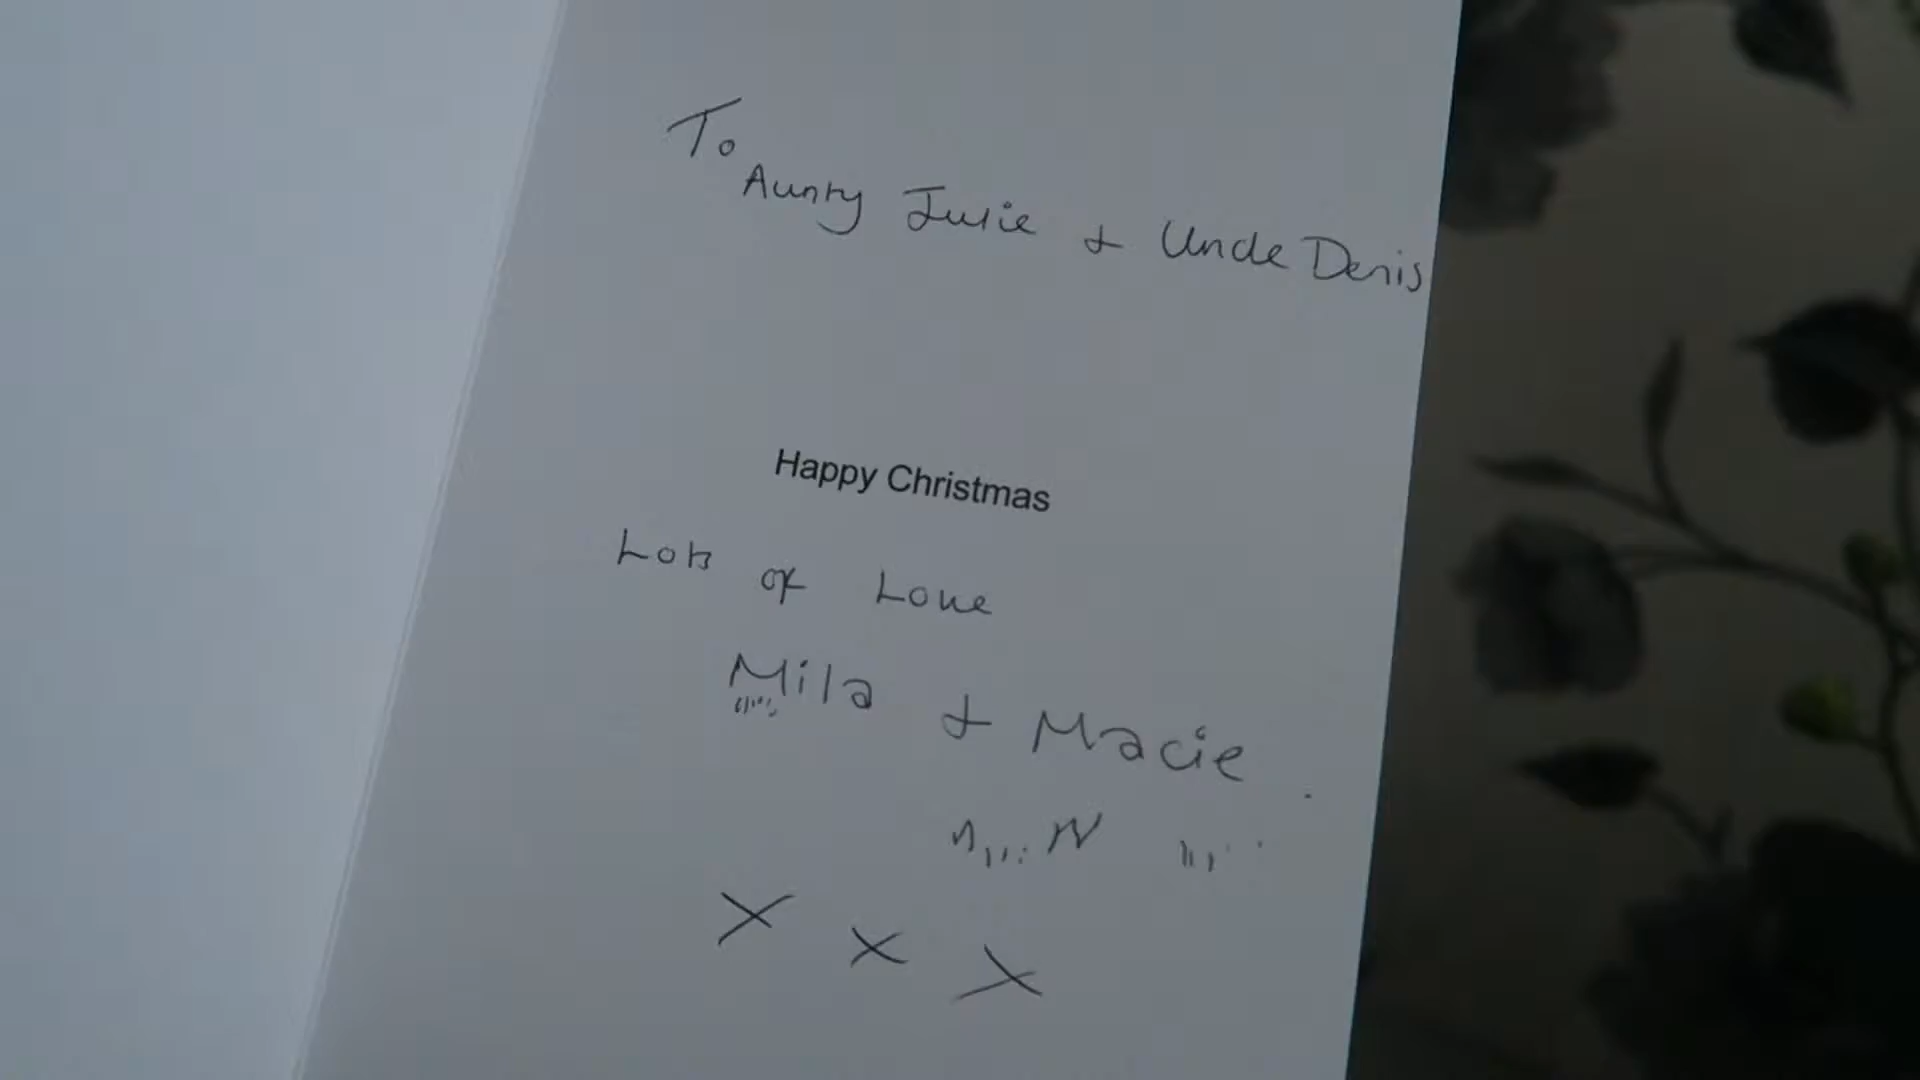 To
Aunty Julie & Uncle Denis
Happy Christmas
Lots of Love
Mila & Macie
X X X